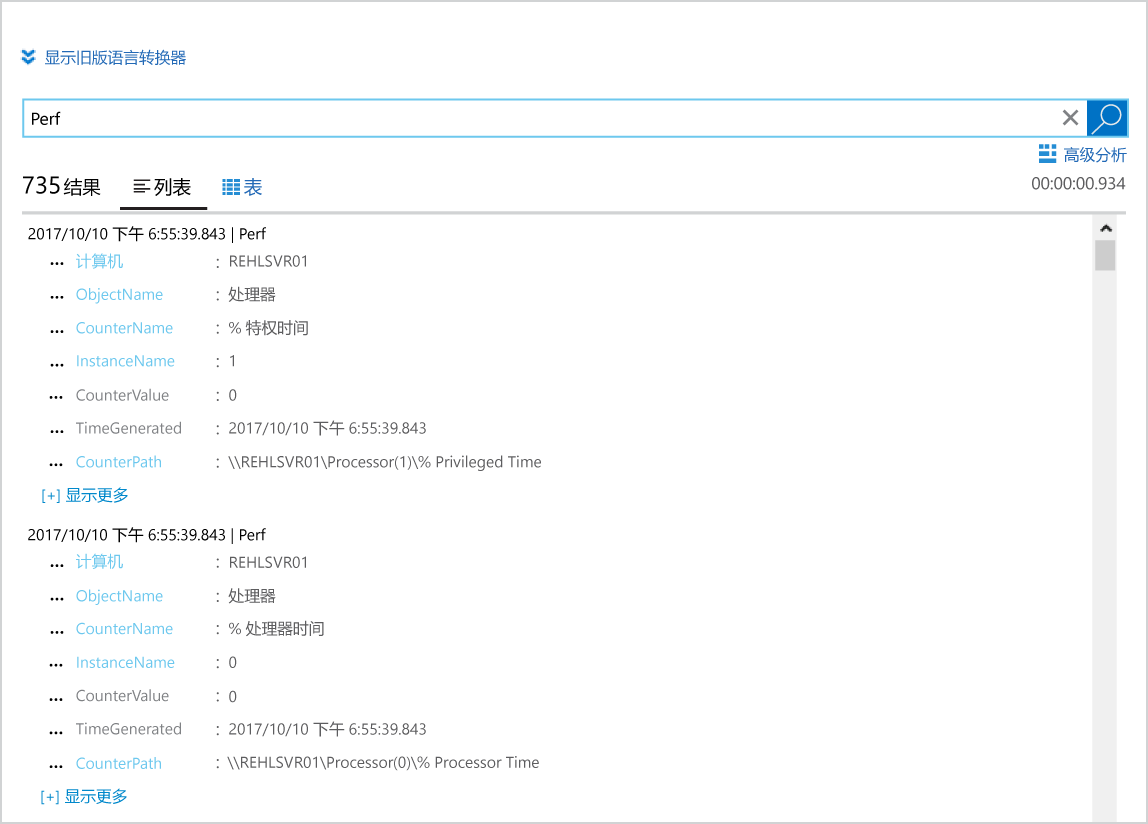 显示旧版语言转换器
Perf
高级分析
735 结果 列表 表
00:00:00.934
2017/10/10 下午 6:55:39.843 | Perf
... 计算机 : REHLSVR01
... ObjectName : 处理器
... CounterName : % 特权时间
... InstanceName : 1
... CounterValue : 0
... TimeGenerated : 2017/10/10 下午 6:55:39.843
... CounterPath : \\REHLSVR01\Processor(1)\% Privileged Time
[+] 显示更多
2017/10/10 下午 6:55:39.843 | Perf
... 计算机 : REHLSVR01
... ObjectName : 处理器
... CounterName : % 处理器时间
... InstanceName : 0
... CounterValue : 0
... TimeGenerated : 2017/10/10 下午 6:55:39.843
... CounterPath : \\REHLSVR01\Processor(0)\% Processor Time
[+] 显示更多